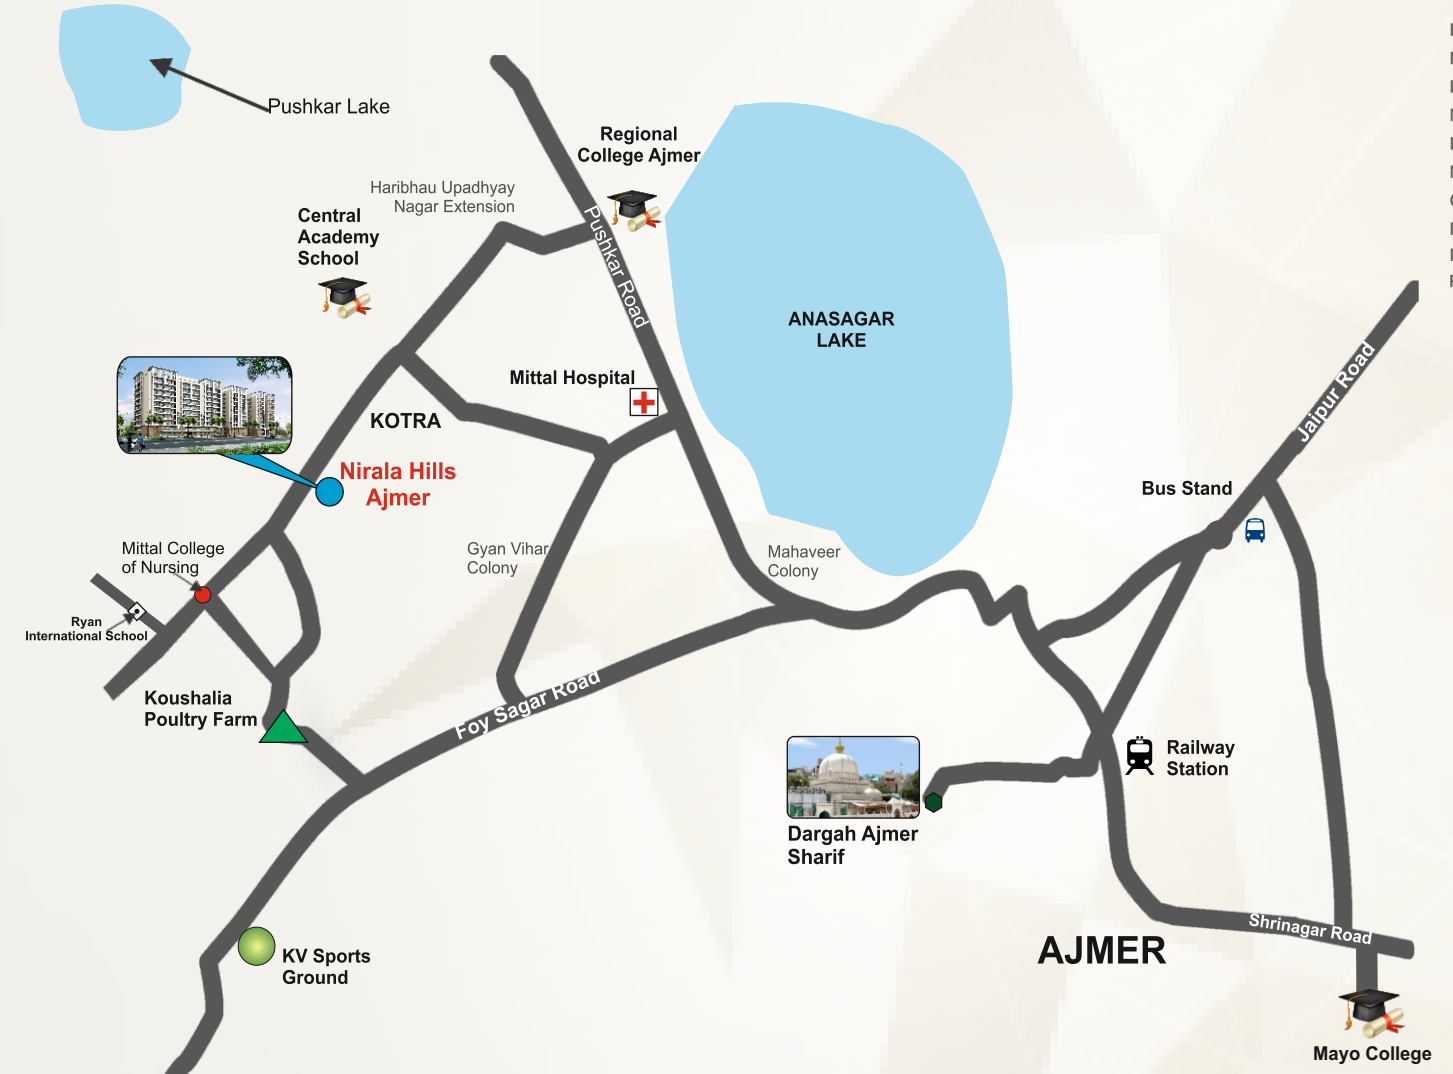 Pushkar Lake
Regional
College Ajmer
Haribhau Upadhyay
Nagar Extension
Central
Academy
School
Pushkar Road
ANASAGAR
LAKE
Jaipur Road
Mittal Hospital
KOTRA
Nirala Hills
Ajmer
Bus Stand
Mittal College
of Nursing
Gyan Vihar
Colony
Mahaveer
Colony
Ryan
International School
Koushalia
Poultry Farm
Foy Sagar Road
Railway
Station
Dargah Ajmer
Sharif
Shrinagar Road
AJMER
KV Sports
Ground
Mayo College